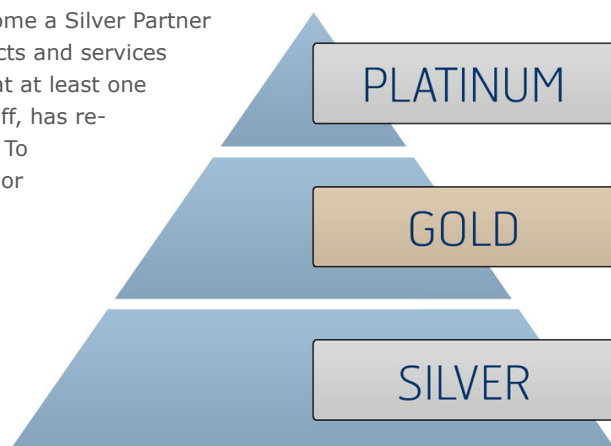 ome a Silver Partner
cts and services
at at least one
ff, has re-
To
or
PLATINUM
GOLD
SILVER